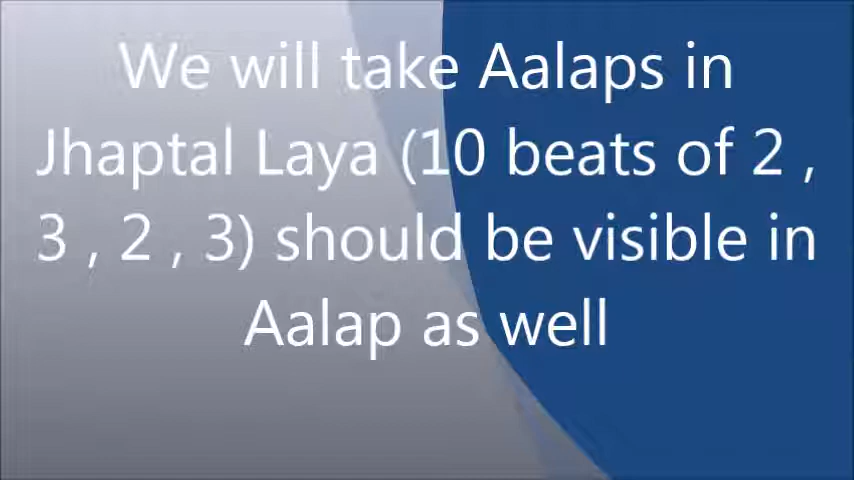 We will take Aalaps in
Jhaptal Laya (10 beats of 2 ,
3 , 2 , 3) should be visible in
Aalap as well